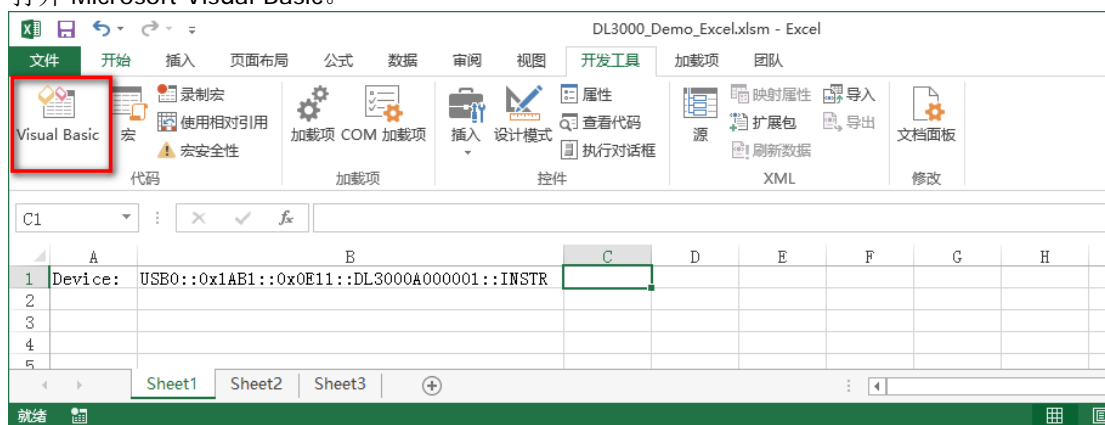 打开 Microsoft Visual Basic。
DL3000_Demo_Excel.xlsm - Excel
文件 开始 插入 页面布局 公式 数据 审阅 视图 开发工具 加载项 团队
Visual Basic 宏 录制宏 使用相对引用 宏安全性 加载项 COM 加载项 插入 设计模式 属性 查看代码 执行对话框 源 映射属性 扩展包 刷新数据 导入 导出 文档面板
代码 加载项 控件 XML 修改
C1 fx
A B C D E F G H
1 Device: USB0::0x1AB1::0x0E11::DL3000A000001::INSTR
2
3
4
5
Sheet1 Sheet2 Sheet3
就绪